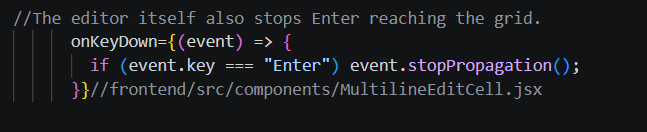 //The editor itself also stops Enter reaching the grid.
onKeyDown={(event) => {
if (event.key === "Enter") event.stopPropagation();
}}//frontend/src/components/MultilineEditCell.jsx